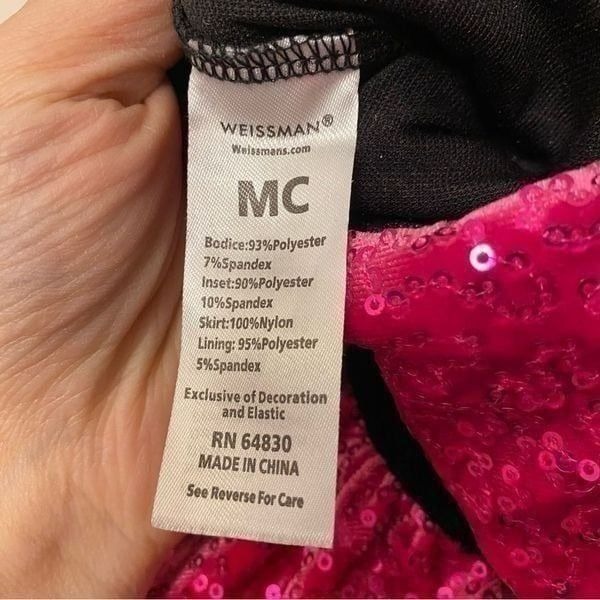 WEISSMAN®
Weissmans.com
MC
Bodice:93%Polyester
7%Spandex
Inset:90%Polyester
10%Spandex
Skirt:100%Nylon
Lining: 95%Polyester
5%Spandex
Exclusive of Decoration
and Elastic
RN 64830
MADE IN CHINA
See Reverse For Care